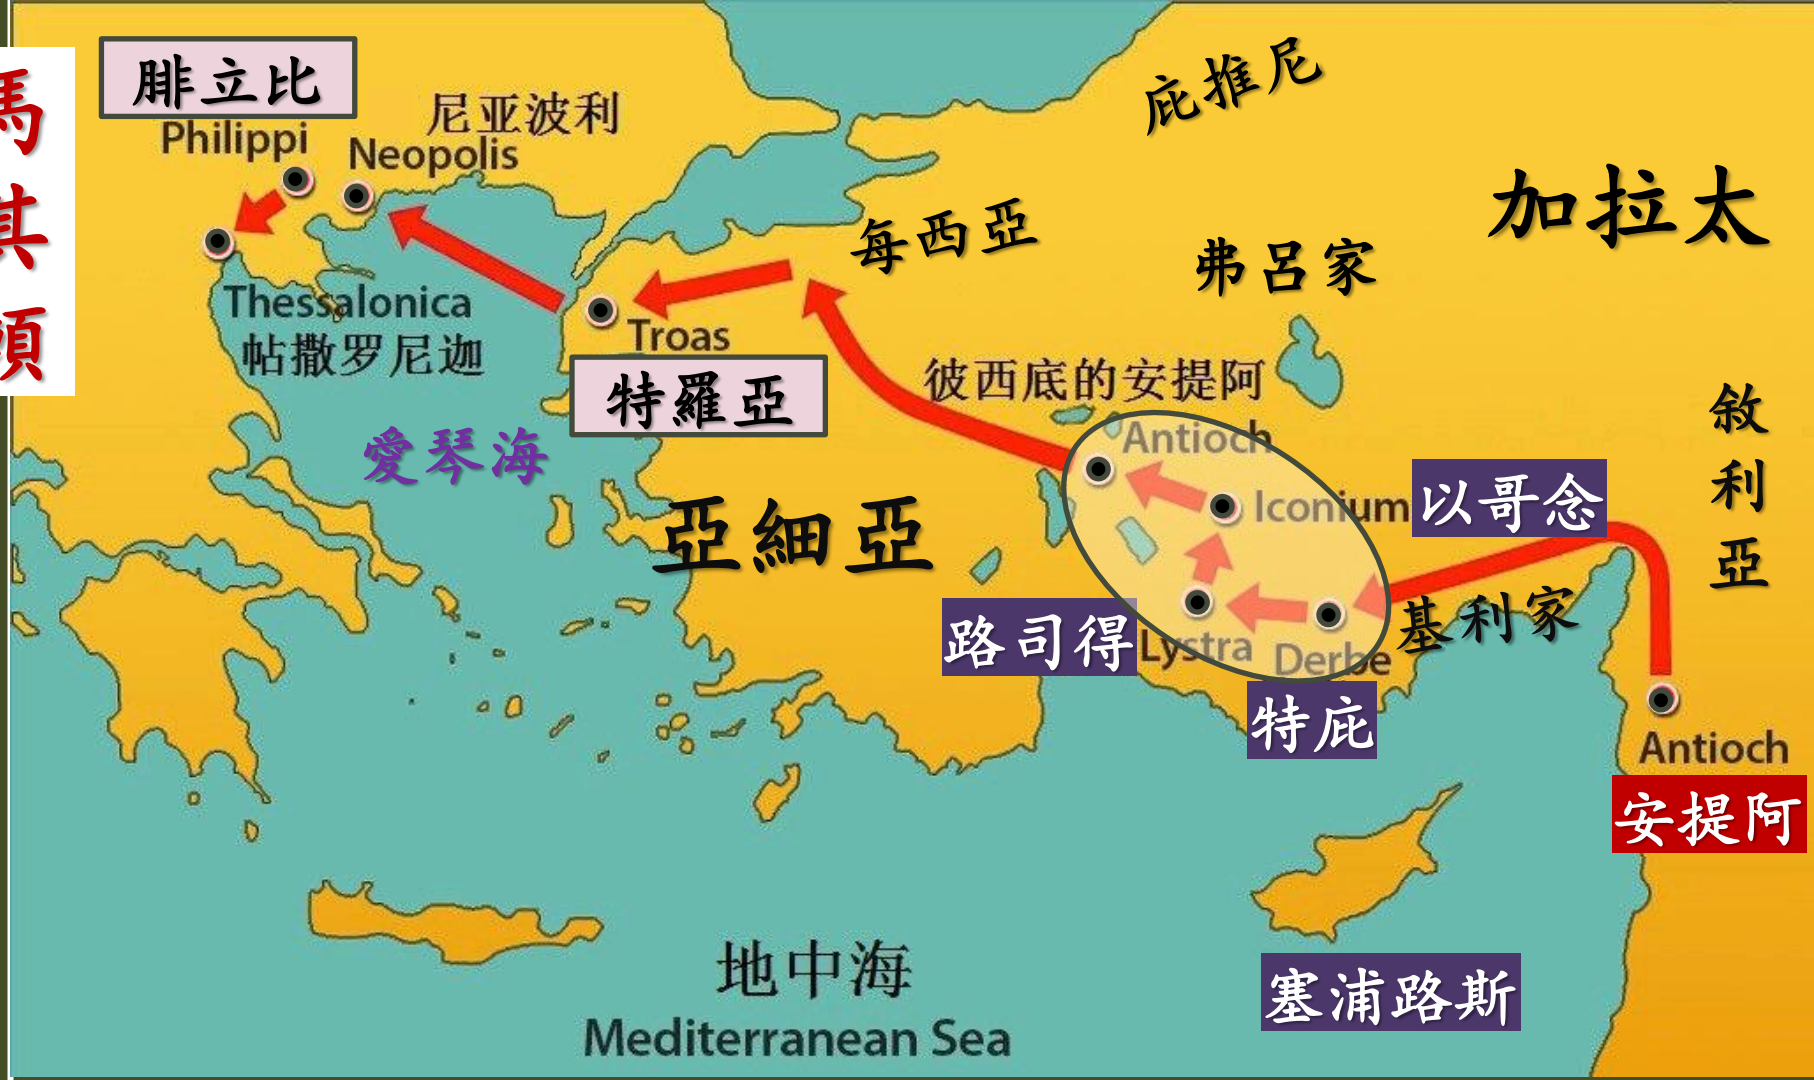 腓立比
Philippi
尼亚波利
Neopolis
馬
其
頓
Thessalonica
帖撒罗尼迦
愛琴海
Troas
特羅亞
每西亞
庇推尼
加拉太
弗呂家
彼西底的安提阿
Antioch
Iconium
以哥念
亞細亞
路司得
Lystra
Derbe
特庇
基利家
敘
利
亞
Antioch
安提阿
塞浦路斯
地中海
Mediterranean Sea